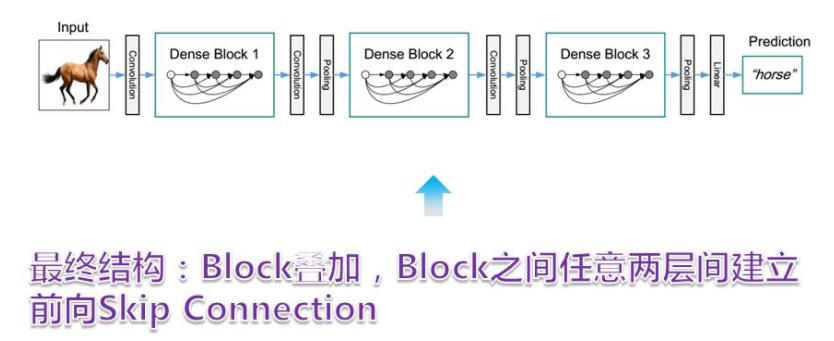 Input
Prediction
Convolution
Dense Block 1
Convolution
Pooling
Dense Block 2
Convolution
Pooling
Dense Block 3
Pooling
Linear
"horse"
最终结构：Block叠加，Block之间任意两层间建立
前向Skip Connection